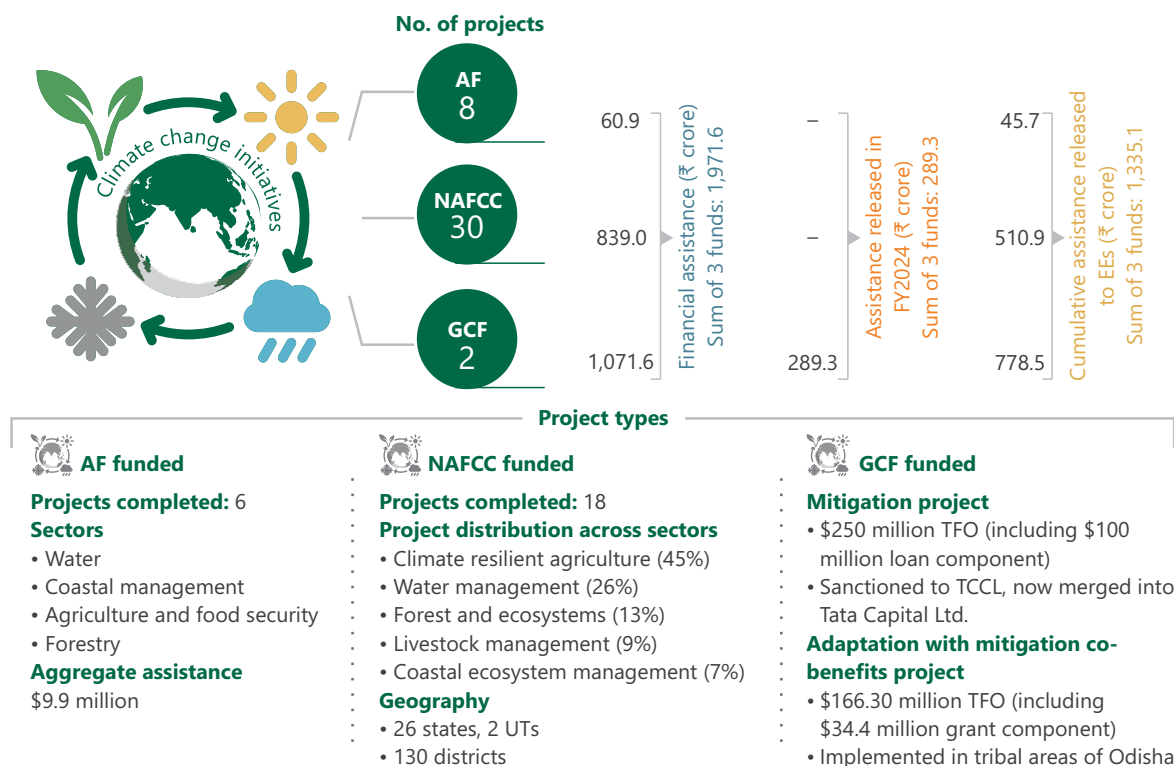 No. of projects
Climate change initiatives
AF
8
NAFCC
30
GCF
2
60.9
839.0
1,071.6
Financial assistance (₹ crore)
Sum of 3 funds: 1,971.6
–
–
289.3
Assistance released in
FY2024 (₹ crore)
Sum of 3 funds: 289.3
45.7
510.9
778.5
Cumulative assistance released
to EEs (₹ crore)
Sum of 3 funds: 1,335.1
Project types
AF funded
Projects completed: 6
Sectors
• Water
• Coastal management
• Agriculture and food security
• Forestry
Aggregate assistance
$9.9 million
NAFCC funded
Projects completed: 18
Project distribution across sectors
• Climate resilient agriculture (45%)
• Water management (26%)
• Forest and ecosystems (13%)
• Livestock management (9%)
• Coastal ecosystem management (7%)
Geography
• 26 states, 2 UTs
• 130 districts
GCF funded
Mitigation project
• $250 million TFO (including $100
million loan component)
• Sanctioned to TCCL, now merged into
Tata Capital Ltd.
Adaptation with mitigation co-
benefits project
• $166.30 million TFO (including
$34.4 million grant component)
• Implemented in tribal areas of Odisha